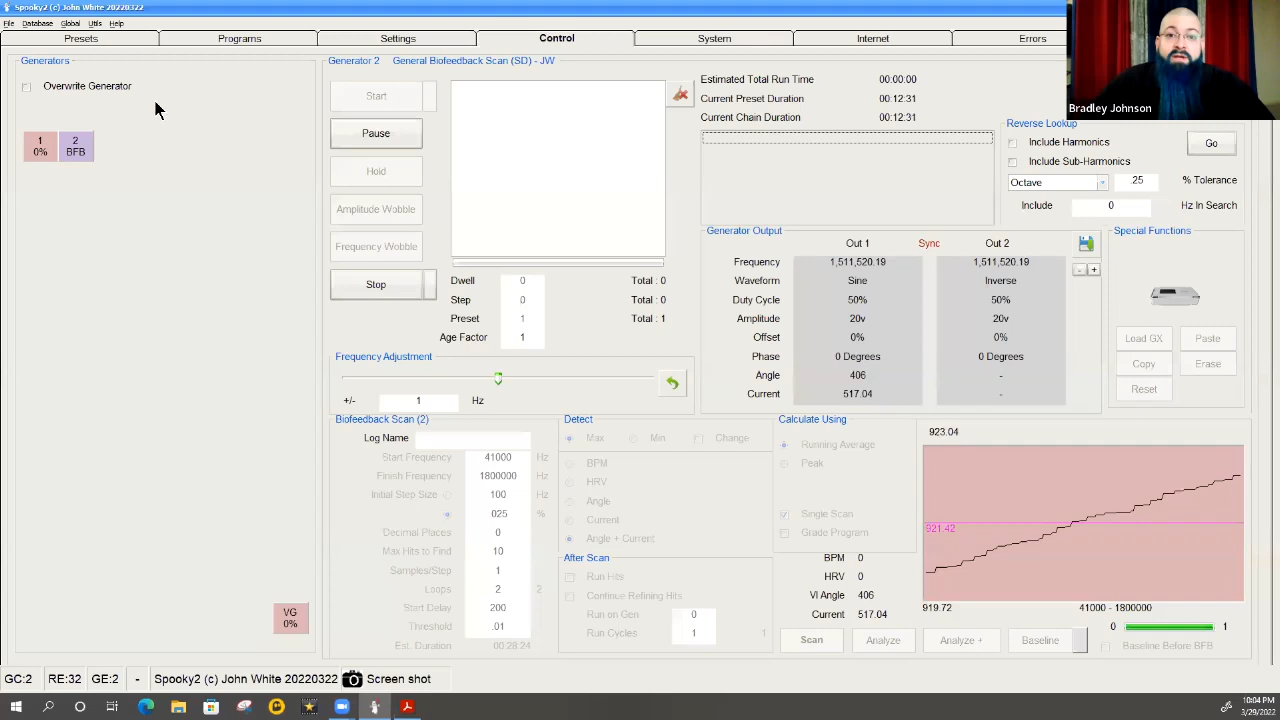 Spooky2 (c) John White 20220322
File Database Global Utils Help
Presets Programs Settings Control System Internet Errors
Bradley Johnson
Generators
Overwrite Generator
1
0%
2
BFB
VG
0%
Generator 2 General Biofeedback Scan (SD) - JW
Start
Pause
Hold
Amplitude Wobble
Frequency Wobble
Stop
Dwell 0 Total : 0
Step 0 Total : 0
Preset 1 Total : 1
Age Factor 1
Estimated Total Run Time 00:00:00
Current Preset Duration 00:12:31
Current Chain Duration 00:12:31
Reverse Lookup
Include Harmonics
Go
Include Sub-Harmonics
Octave .25 % Tolerance
Include 0 Hz In Search
Generator Output Out 1 Sync Out 2
Frequency 1,511,520.19 1,511,520.19
Waveform Sine Inverse
Duty Cycle 50% 50%
Amplitude 20v 20v
Offset 0% 0%
Phase 0 Degrees 0 Degrees
Angle 406 -
Current 517.04 -
- +
Special Functions
Load GX Paste
Copy Erase
Reset
Frequency Adjustment
+/- 1 Hz
Biofeedback Scan (2)
Log Name
Start Frequency 41000 Hz
Finish Frequency 1800000 Hz
Initial Step Size 100 Hz
025 %
Decimal Places 0
Max Hits to Find 10
Samples/Step 1
Loops 2 2
Start Delay 200
Threshold .01
Est. Duration 00:28:24
Detect
Max Min Change
BPM
HRV
Angle
Current
Angle + Current
After Scan
Run Hits
Continue Refining Hits
Run on Gen 0
Run Cycles 1 1
Calculate Using
Running Average
Peak
Single Scan
Grade Program
BPM 0
HRV 0
VI Angle 406
Current 517.04
923.04
921.42
919.72 41000 - 1800000
0 1
Scan Analyze Analyze + Baseline
Baseline Before BFB
GC:2 RE:32 GE:2 - Spooky2 (c) John White 20220322 Screen shot
10:04 PM
3/29/2022